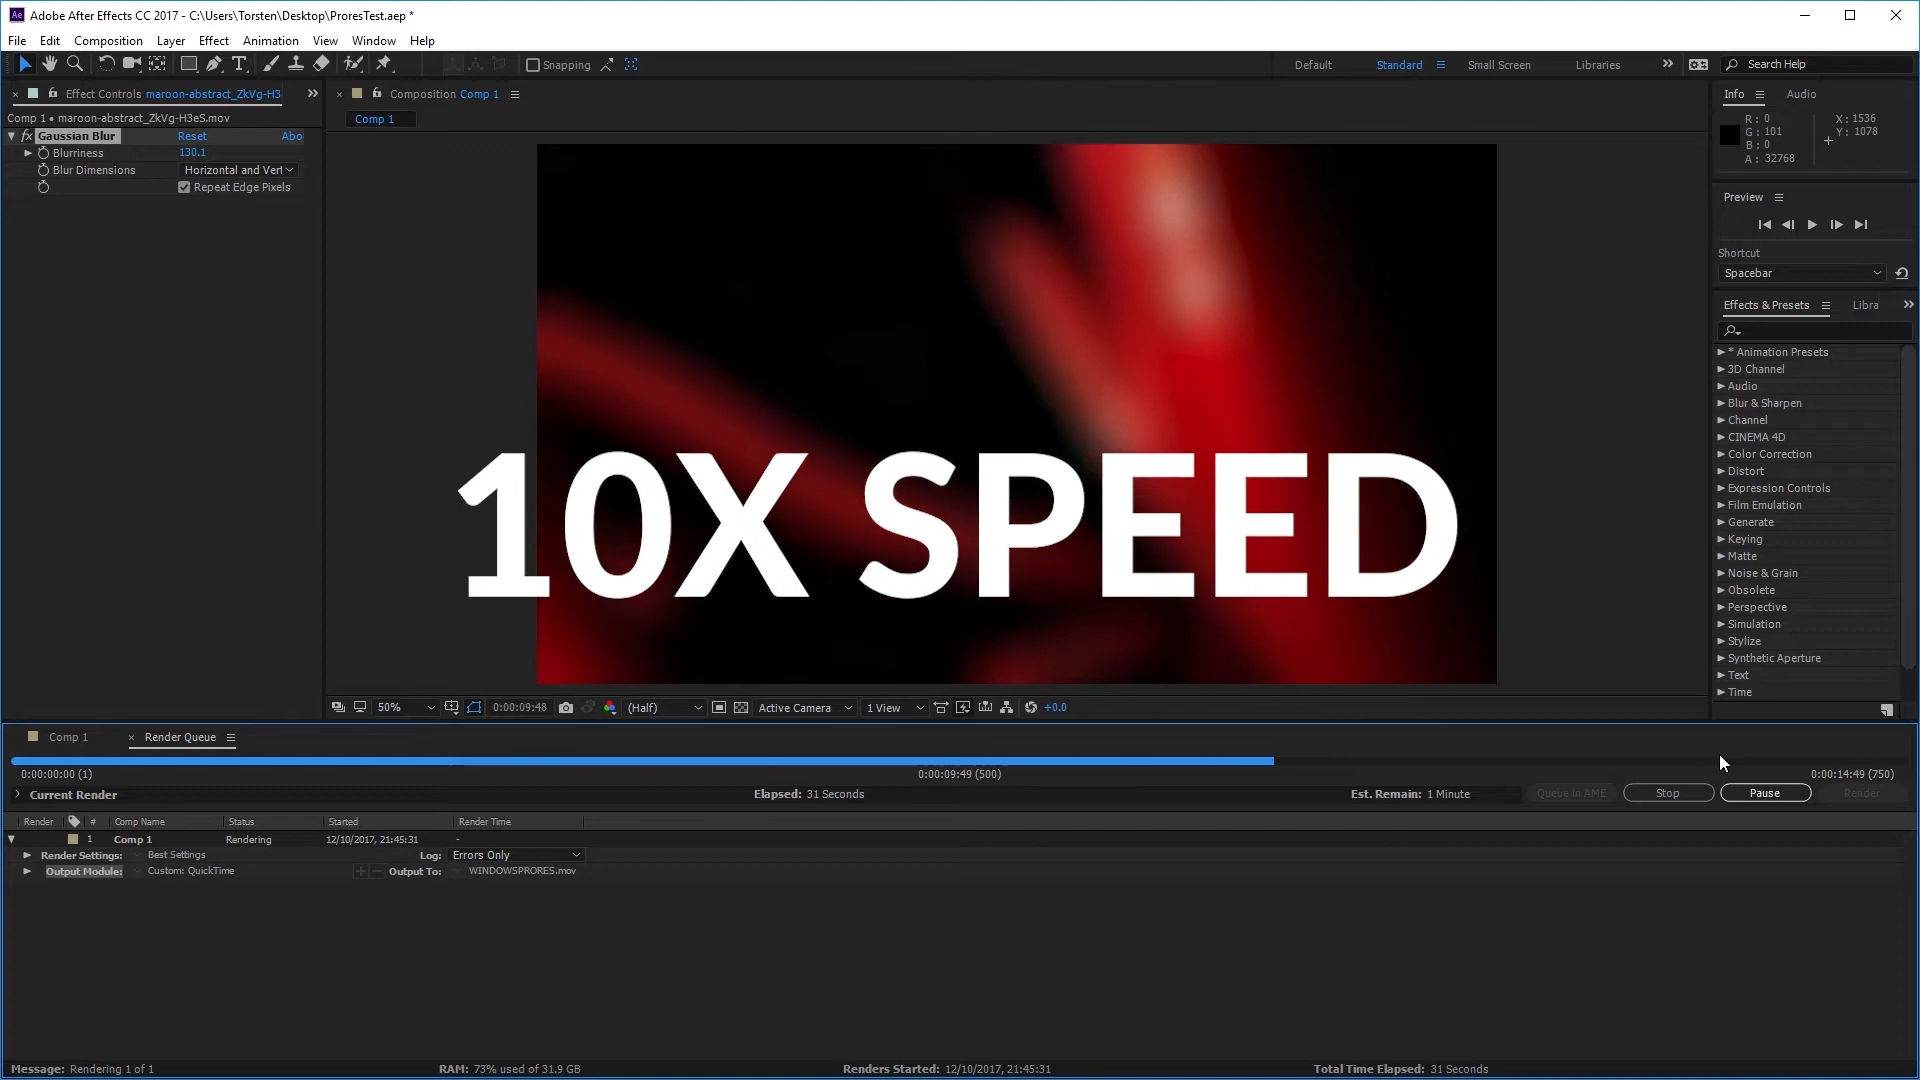 Adobe After Effects CC 2017 - C:\Users\Torsten\Desktop\ProresTest.aep *
File Edit Composition Layer Effect Animation View Window Help
Snapping Default Standard Small Screen Libraries Search Help
Effect Controls maroon-abstract_ZkVg-H3
Comp 1 • maroon-abstract_ZkVg-H3eS.mov
fx Gaussian Blur Reset Abo
Blurriness 130.1
Blur Dimensions Horizontal and Vert
Repeat Edge Pixels
Composition Comp 1
Comp 1
10X SPEED
50% 0:00:09:48 (Half) Active Camera 1 View +0.0
Info Audio
R: 0 X: 1536
G: 101 Y: 1078
B: 0
A: 32768
Preview
Shortcut
Spacebar
Effects & Presets Libra
* Animation Presets
3D Channel
Audio
Blur & Sharpen
Channel
CINEMA 4D
Color Correction
Distort
Expression Controls
Film Emulation
Generate
Keying
Matte
Noise & Grain
Obsolete
Perspective
Simulation
Stylize
Synthetic Aperture
Text
Time
Comp 1 Render Queue
0:00:00:00 (1) 0:00:09:49 (500) 0:00:14:49 (750)
Current Render Elapsed: 31 Seconds Est. Remain: 1 Minute Queue in AME Stop Pause Render
Render # Comp Name Status Started Render Time
1 Comp 1 Rendering 12/10/2017, 21:45:31 -
Render Settings: Best Settings Log: Errors Only
Output Module: Custom: QuickTime Output To: WINDOWSPRORES.mov
Message: Rendering 1 of 1 RAM: 73% used of 31.9 GB Renders Started: 12/10/2017, 21:45:31 Total Time Elapsed: 31 Seconds